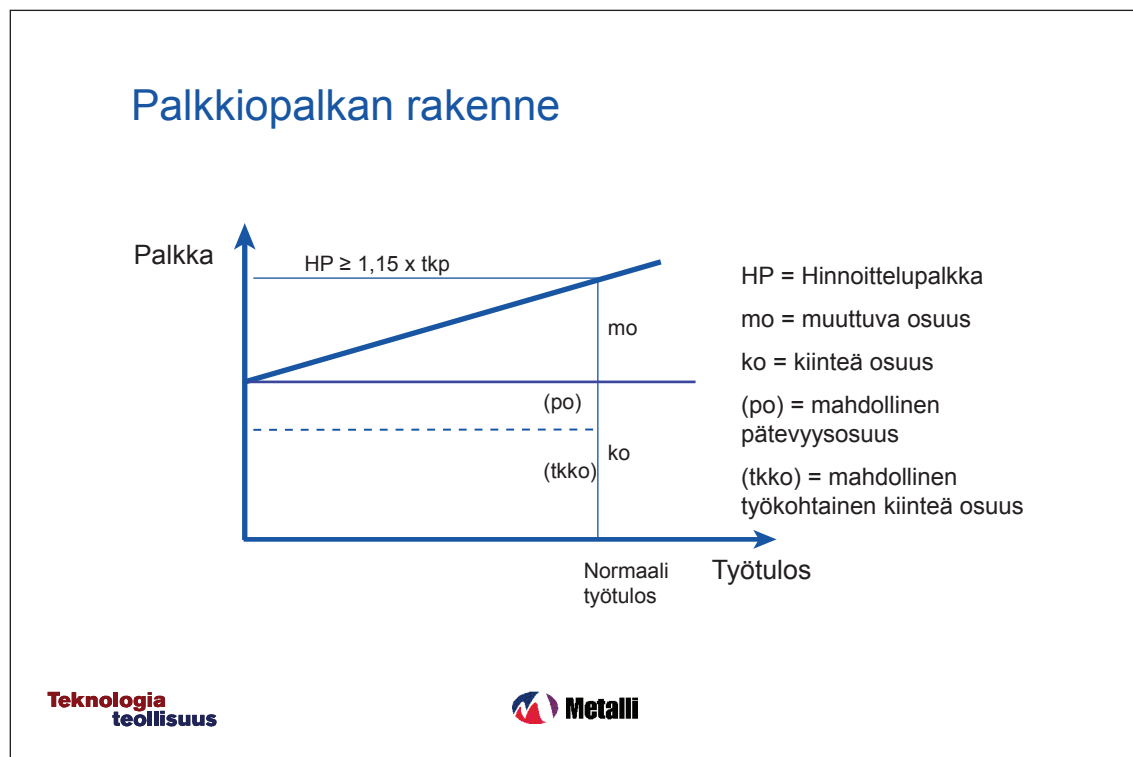 Palkkiopalkan rakenne
Palkka
HP ≥ 1,15 x tkp
mo
(po)
ko
(tkko)
Normaali
työtulos
Työtulos
HP = Hinnoittelupalkka
mo = muuttuva osuus
ko = kiinteä osuus
(po) = mahdollinen
pätevyysosuus
(tkko) = mahdollinen
työkohtainen kiinteä osuus
Teknologia
teollisuus
Metalli